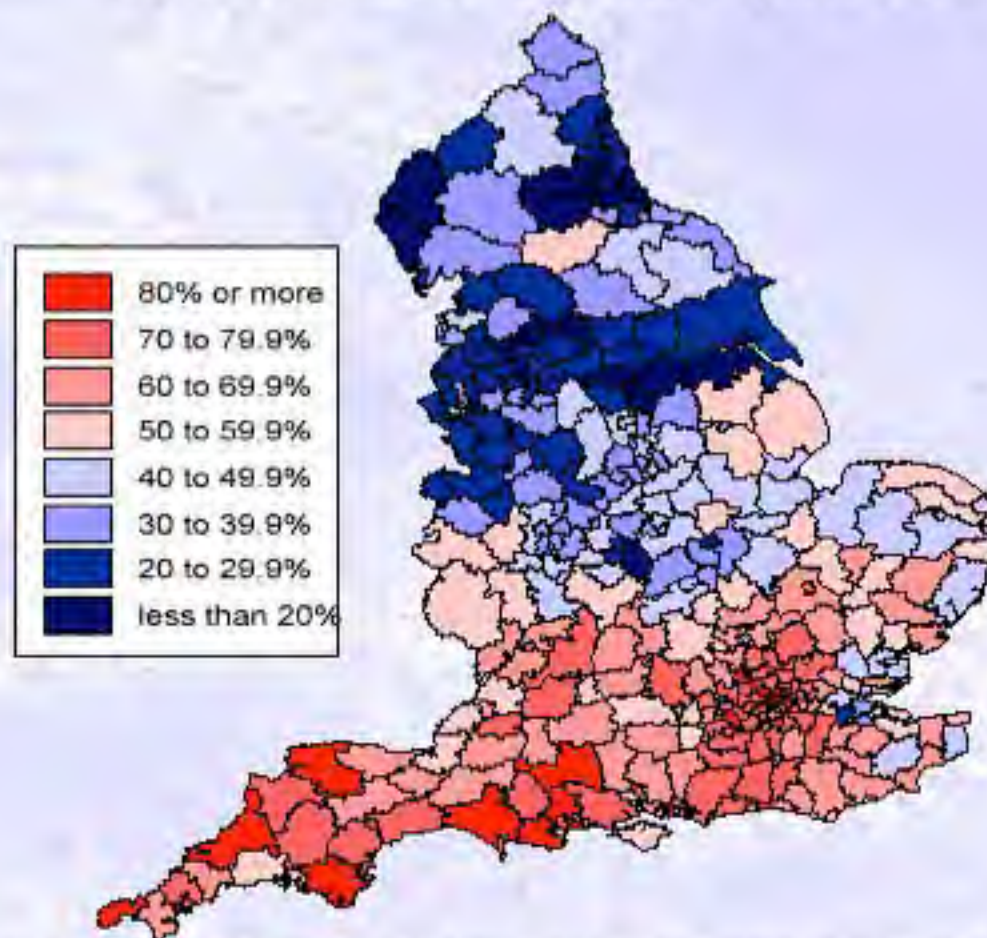 80% or more
70 to 79.9%
60 to 69.9%
50 to 59.9%
40 to 49.9%
30 to 39.9%
20 to 29.9%
less than 20%